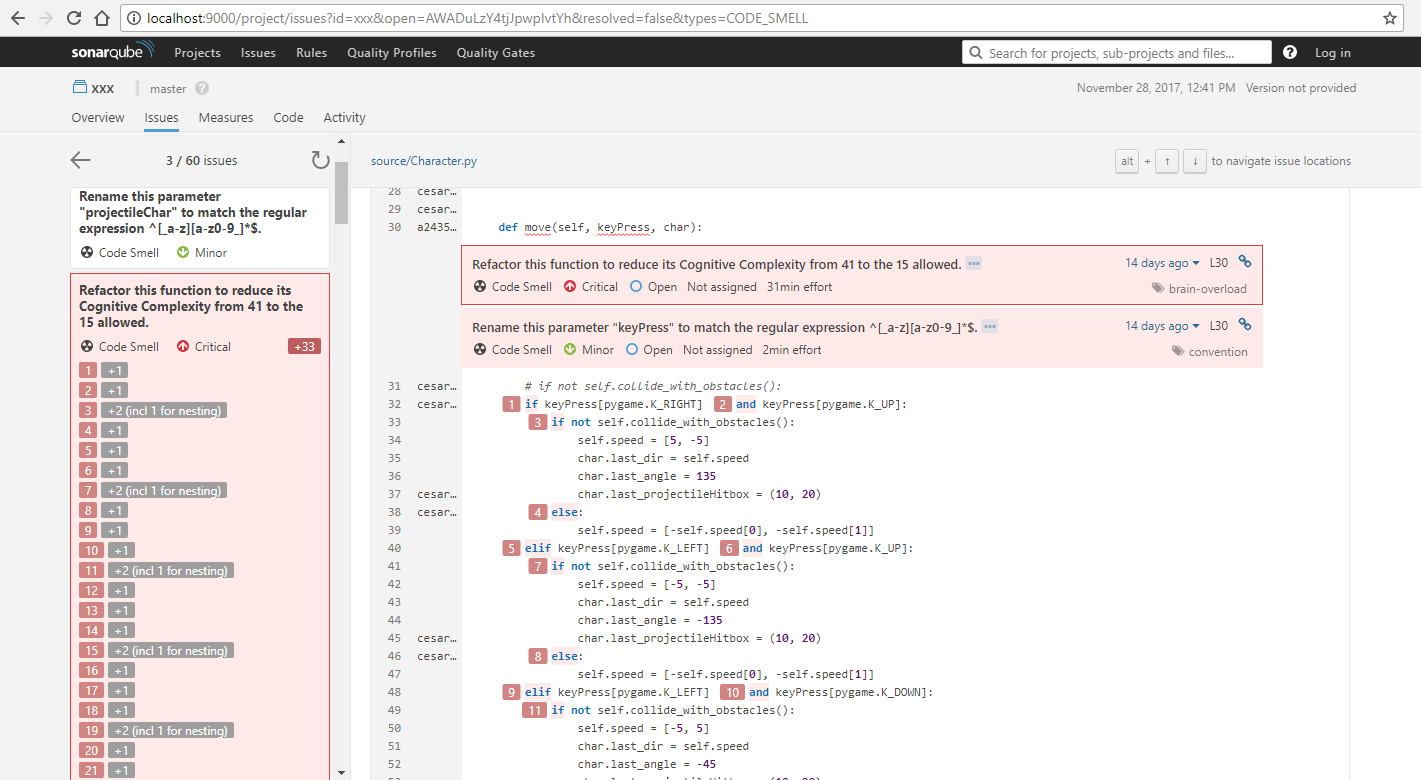 localhost:9000/project/issues?id=xxx&open=AWADuLzY4tjJpwpIvtYh&resolved=false&types=CODE_SMELL
sonarqube Projects Issues Rules Quality Profiles Quality Gates Search for projects, sub-projects and files... ? Log in
xxx master ? November 28, 2017, 12:41 PM Version not provided
Overview Issues Measures Code Activity
3 / 60 issues
Rename this parameter
"projectileChar" to match the regular
expression ^[_a-z][a-z0-9_]*$.
Code Smell Minor
Refactor this function to reduce its
Cognitive Complexity from 41 to the
15 allowed.
Code Smell Critical +33
1 +1
2 +1
3 +2 (incl 1 for nesting)
4 +1
5 +1
6 +1
7 +2 (incl 1 for nesting)
8 +1
9 +1
10 +1
11 +2 (incl 1 for nesting)
12 +1
13 +1
14 +1
15 +2 (incl 1 for nesting)
16 +1
17 +1
18 +1
19 +2 (incl 1 for nesting)
20 +1
21 +1
source/Character.py alt + ↑ ↓ to navigate issue locations
28 cesar…
29 cesar…
30 a2435… def move(self, keyPress, char):
Refactor this function to reduce its Cognitive Complexity from 41 to the 15 allowed. ••• 14 days ago L30
Code Smell Critical Open Not assigned 31min effort brain-overload
Rename this parameter "keyPress" to match the regular expression ^[_a-z][a-z0-9_]*$. ••• 14 days ago L30
Code Smell Minor Open Not assigned 2min effort convention
31 cesar… # if not self.collide_with_obstacles():
32 cesar… 1 if keyPress[pygame.K_RIGHT] 2 and keyPress[pygame.K_UP]:
33 3 if not self.collide_with_obstacles():
34 self.speed = [5, -5]
35 char.last_dir = self.speed
36 char.last_angle = 135
37 cesar… char.last_projectileHitbox = (10, 20)
38 cesar… 4 else:
39 self.speed = [-self.speed[0], -self.speed[1]]
40 5 elif keyPress[pygame.K_LEFT] 6 and keyPress[pygame.K_UP]:
41 7 if not self.collide_with_obstacles():
42 self.speed = [-5, -5]
43 char.last_dir = self.speed
44 char.last_angle = -135
45 cesar… char.last_projectileHitbox = (10, 20)
46 cesar… 8 else:
47 self.speed = [-self.speed[0], -self.speed[1]]
48 9 elif keyPress[pygame.K_LEFT] 10 and keyPress[pygame.K_DOWN]:
49 11 if not self.collide_with_obstacles():
50 self.speed = [-5, 5]
51 char.last_dir = self.speed
52 char.last_angle = -45